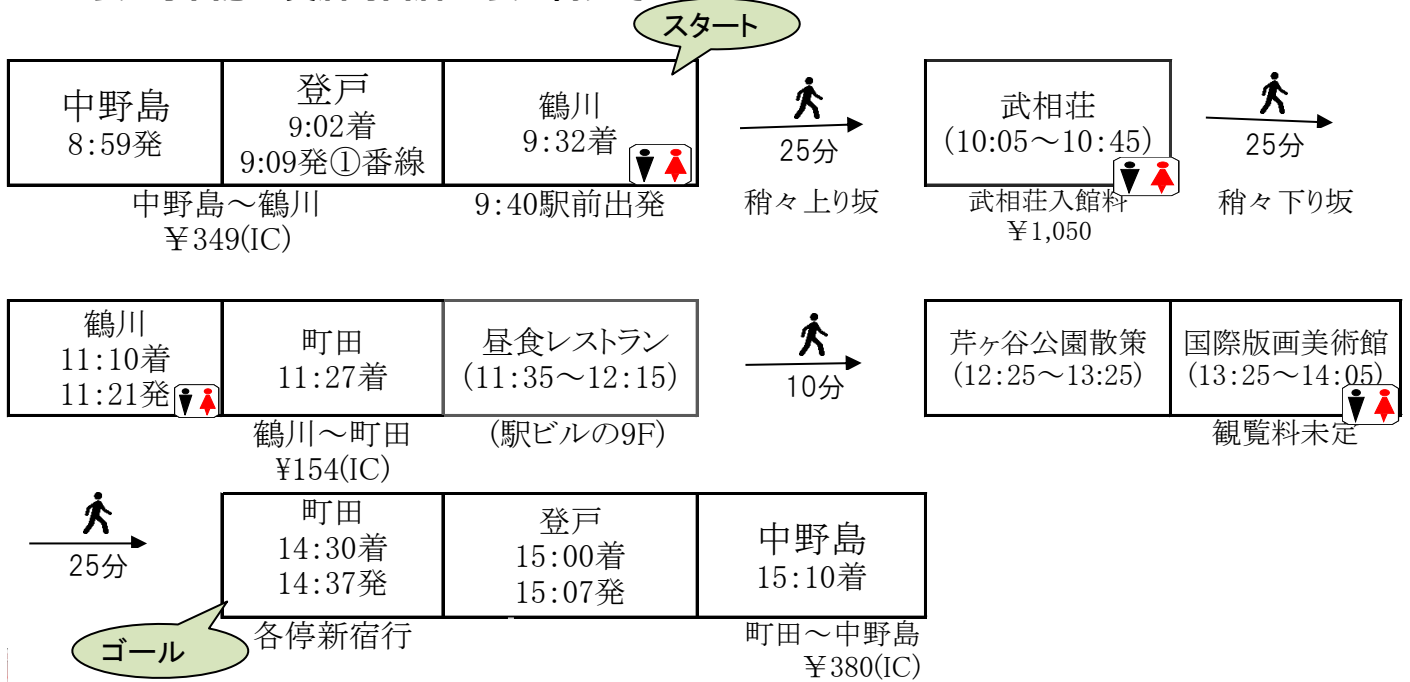 スタート
中野島
8:59発
登戸
9:02着
9:09発①番線
鶴川
9:32着
25分
武相荘
(10:05～10:45)
25分
中野島～鶴川
￥349(IC)
9:40駅前出発
稍々上り坂
武相荘入館料
￥1,050
稍々下り坂
鶴川
11:10着
11:21発
町田
11:27着
昼食レストラン
(11:35～12:15)
10分
芹ヶ谷公園散策
(12:25～13:25)
国際版画美術館
(13:25～14:05)
鶴川～町田
¥154(IC)
(駅ビルの9F)
観覧料未定
25分
町田
14:30着
14:37発
登戸
15:00着
15:07発
中野島
15:10着
ゴール
各停新宿行
町田～中野島
￥380(IC)